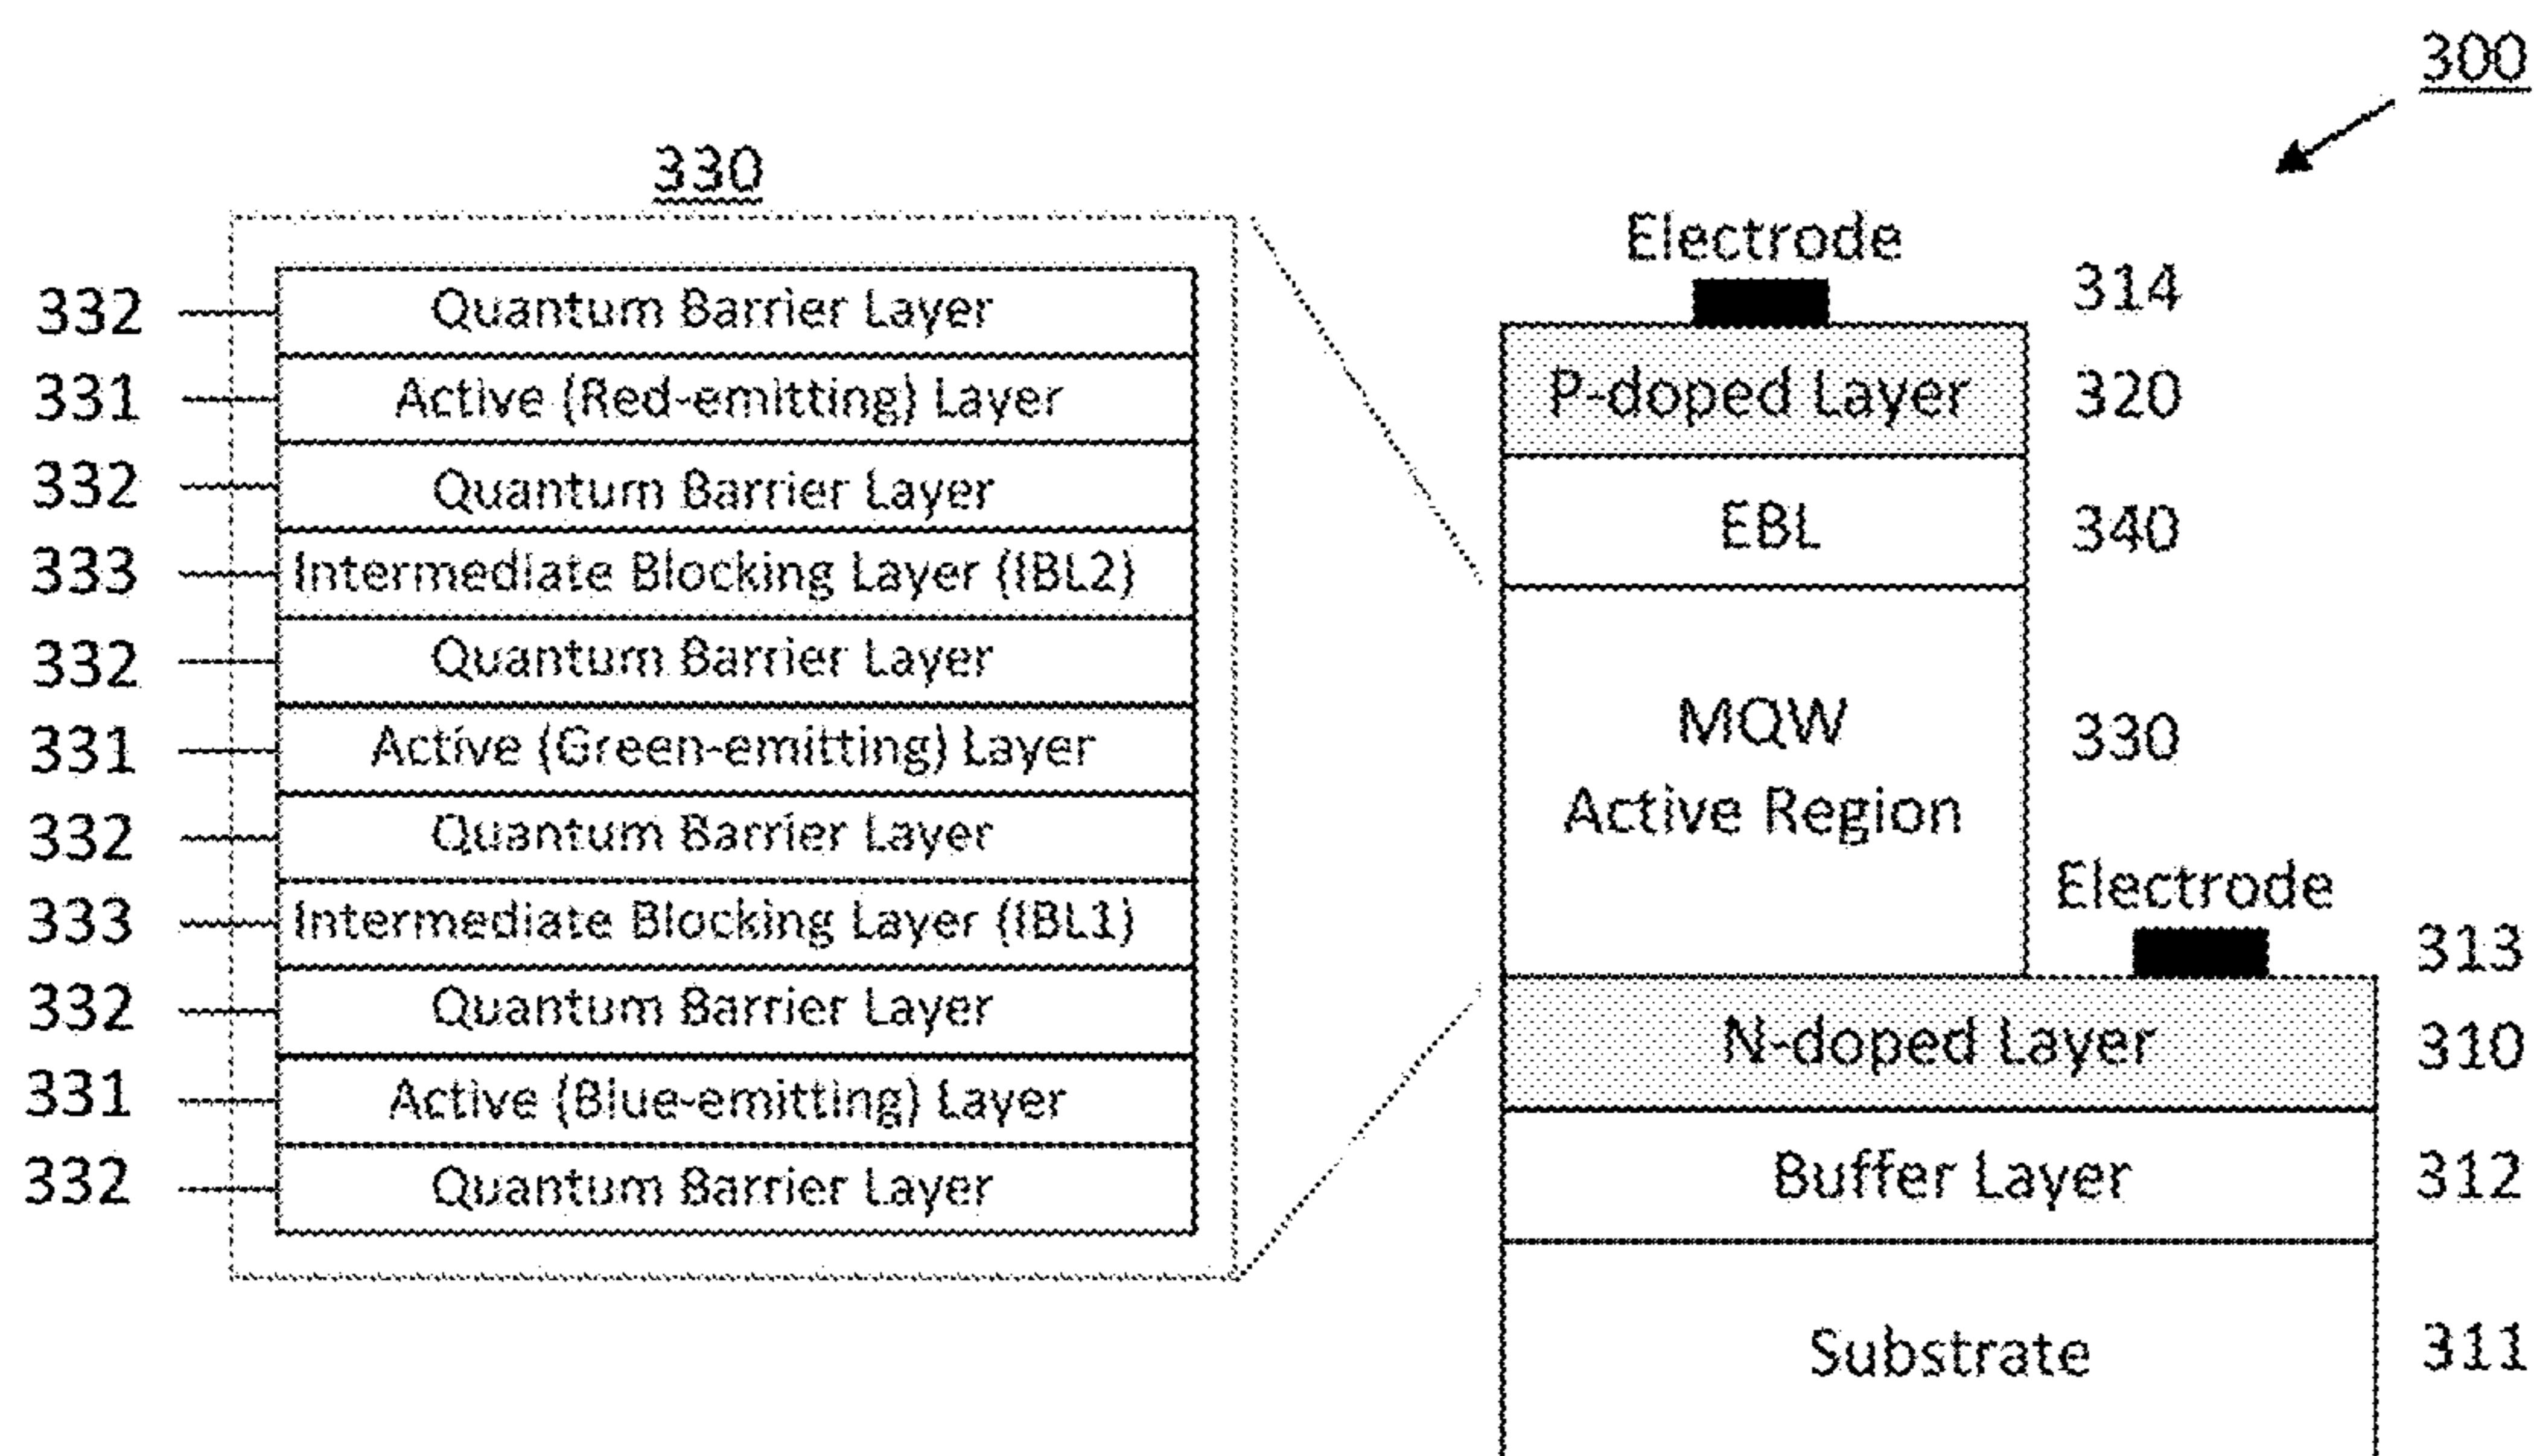 300
330
332 Quantum Barrier Layer
331 Active (Red-emitting) Layer
332 Quantum Barrier Layer
333 Intermediate Blocking Layer (IBL2)
332 Quantum Barrier Layer
331 Active (Green-emitting) Layer
332 Quantum Barrier Layer
333 Intermediate Blocking Layer (IBL1)
332 Quantum Barrier Layer
331 Active (Blue-emitting) Layer
332 Quantum Barrier Layer
Electrode
314
P-doped Layer 320
EBL 340
MQW
Active Region
330
Electrode
313
N-doped Layer 310
Buffer Layer 312
Substrate 311